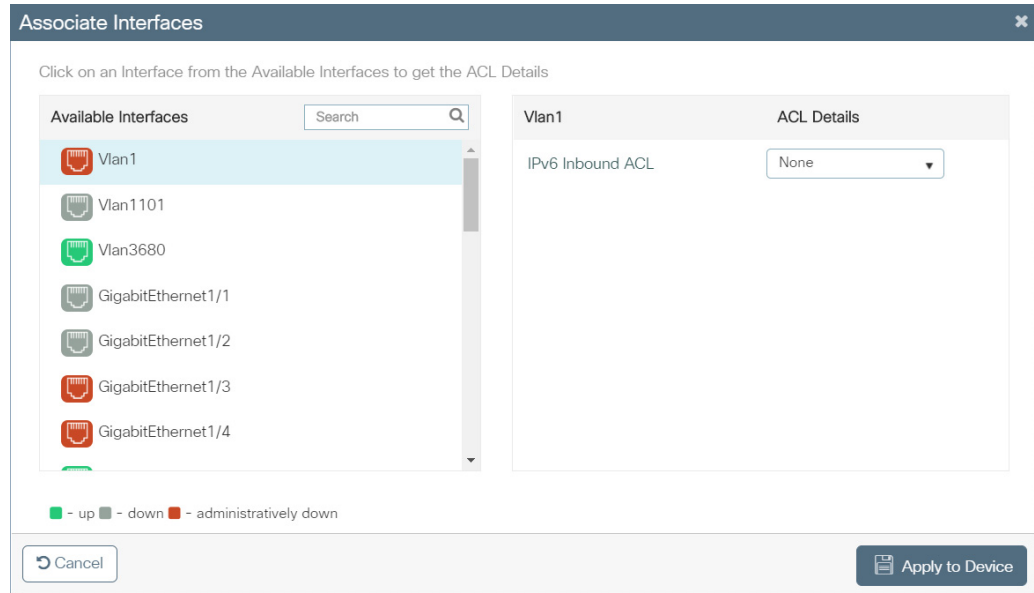 Associate Interfaces
Click on an Interface from the Available Interfaces to get the ACL Details
Available Interfaces
Search
Vlan1
Vlan1101
Vlan3680
GigabitEthernet1/1
GigabitEthernet1/2
GigabitEthernet1/3
GigabitEthernet1/4
Vlan1 ACL Details
IPv6 Inbound ACL None
- up - down - administratively down
Cancel
Apply to Device